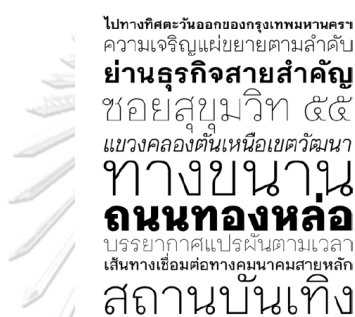 ไปทางทิศตะวันออกของกรุงเทพมหานครฯ
ความเจริญแผ่ขยายตามลำดับ
ย่านธุรกิจสายสำคัญ
ซอยสุขุมวิท ๕๕
แขวงคลองตันเหนือเขตวัฒนา
ทางขนาน
ถนนทองหล่อ
บรรยากาศแปรผันตามเวลา
เส้นทางเชื่อมต่อทางคมนาคมสายหลัก
สถานบันเทิง